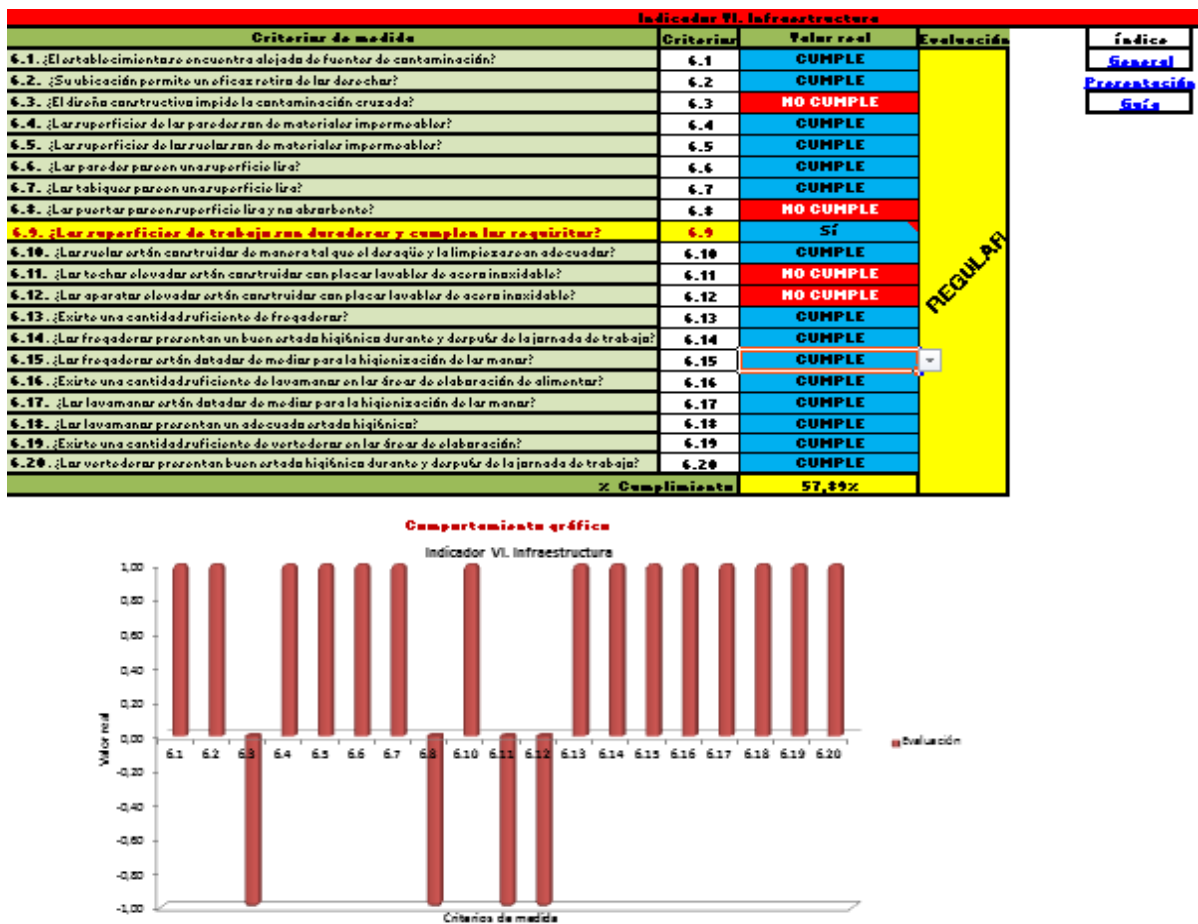 Indicador VI. Infraestructura
Criterios de medida Criterios Valor real Evaluación
6.1. ¿El establecimiento se encuentra alejado de fuentes de contaminación? 6.1 CUMPLE
6.2. ¿Su ubicación permite un eficaz retiro de los desechos? 6.2 CUMPLE
6.3. ¿El diseño constructivo impide la contaminación cruzada? 6.3 NO CUMPLE
6.4. ¿Las superficies de las paredes son de materiales impermeables? 6.4 CUMPLE
6.5. ¿Las superficies de los suelos son de materiales impermeables? 6.5 CUMPLE
6.6. ¿Las paredes poseen una superficie lisa? 6.6 CUMPLE
6.7. ¿Los tabiques poseen una superficie lisa? 6.7 CUMPLE
6.8. ¿Las puertas poseen superficie lisa y no absorbente? 6.8 NO CUMPLE
6.9. ¿Las superficies de trabajo son duraderas y cumplen los requisitos? 6.9 Sí
6.10. ¿Los suelos están construidos de manera tal que el desagüe y la limpieza sean adecuados? 6.10 CUMPLE
6.11. ¿Los techos elevados están construidos con placas lavables de acero inoxidable? 6.11 NO CUMPLE
6.12. ¿Los aparatos elevados están construidos con placas lavables de acero inoxidable? 6.12 NO CUMPLE
6.13. ¿Existe una cantidad suficiente de fregaderos? 6.13 CUMPLE
6.14. ¿Los fregaderos presentan un buen estado higiénico durante y después de la jornada de trabajo? 6.14 CUMPLE
6.15. ¿Los fregaderos están dotados de medios para la higienización de las manos? 6.15 CUMPLE
6.16. ¿Existe una cantidad suficiente de lavamanos en las áreas de elaboración de alimentos? 6.16 CUMPLE
6.17. ¿Los lavamanos están dotados de medios para la higienización de las manos? 6.17 CUMPLE
6.18. ¿Los lavamanos presentan un adecuado estado higiénico? 6.18 CUMPLE
6.19. ¿Existe una cantidad suficiente de vertederos en las áreas de elaboración? 6.19 CUMPLE
6.20. ¿Los vertederos presentan buen estado higiénico durante y después de la jornada de trabajo? 6.20 CUMPLE
% Cumplimiento 57,89%
REGULAR
índice
General
Presentación
Guía
Comportamiento gráfico
Indicador VI. Infraestructura
1,00
0,80
0,60
0,40
0,20
0,00
-0,20
-0,40
-0,60
-0,80
-1,00
Valor real
6.1 6.2 6.3 6.4 6.5 6.6 6.7 6.8 6.10 6.11 6.12 6.13 6.14 6.15 6.16 6.17 6.18 6.19 6.20
Evaluación
Criterios de medida